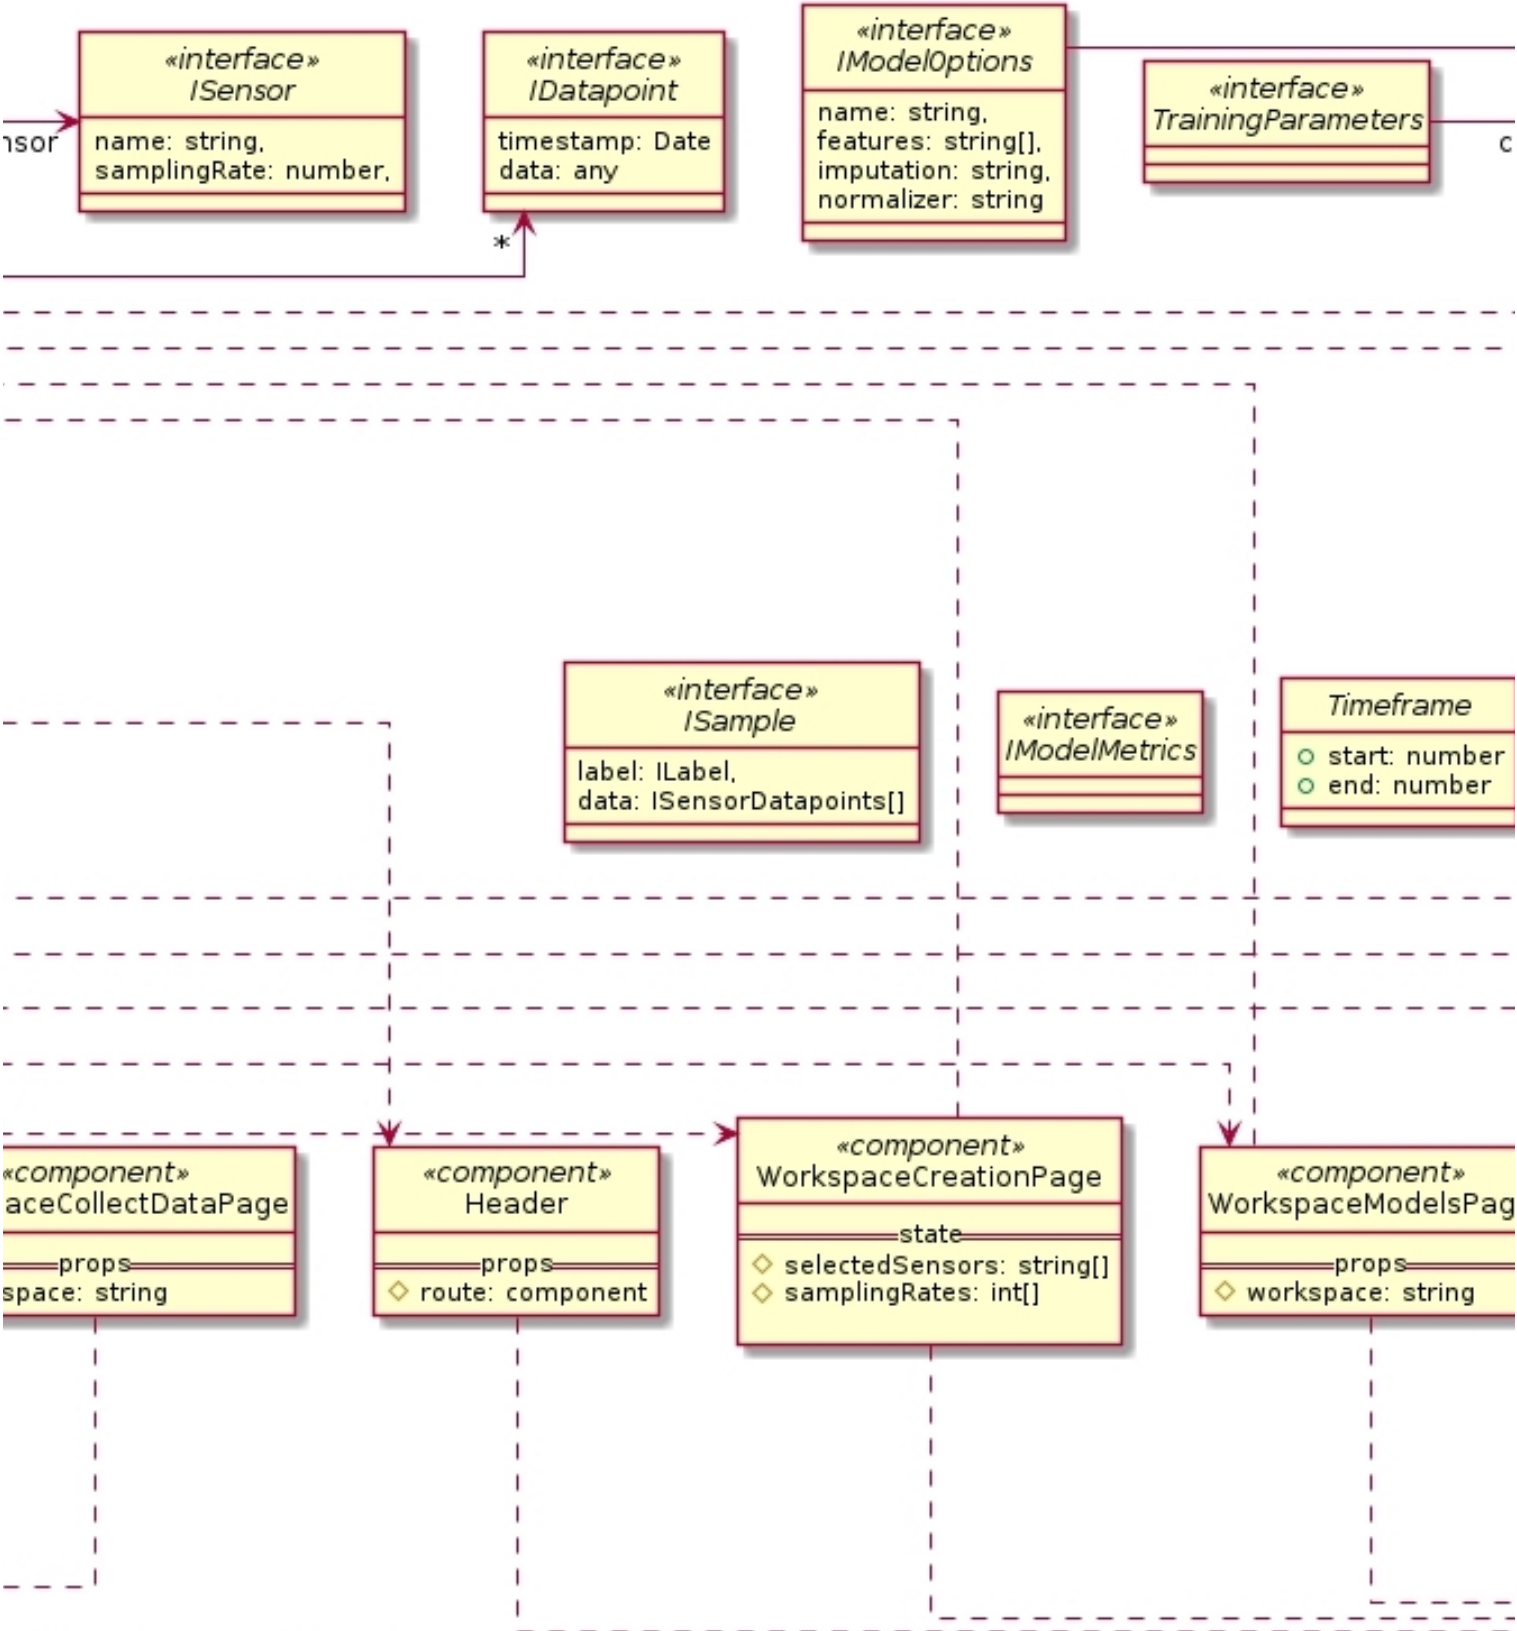 «interface»
ISensor
name: string,
samplingRate: number,
nsor
«interface»
IDatapoint
timestamp: Date
data: any
*
«interface»
IModelOptions
name: string,
features: string[],
imputation: string,
normalizer: string
«interface»
TrainingParameters
c
«interface»
ISample
label: ILabel,
data: ISensorDatapoints[]
«interface»
IModelMetrics
Timeframe
start: number
end: number
«component»
aceCollectDataPage
props
space: string
«component»
Header
props
route: component
«component»
WorkspaceCreationPage
state
selectedSensors: string[]
samplingRates: int[]
«component»
WorkspaceModelsPag
props
workspace: string